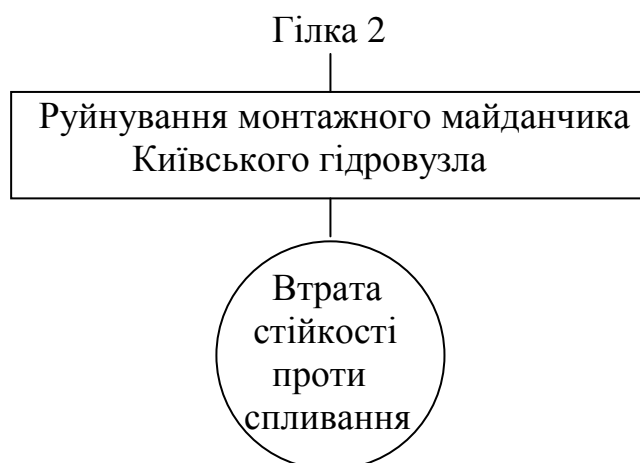 Гілка 2
Руйнування монтажного майданчика
Київського гідровузла
Втрата
стійкості
проти
спливання